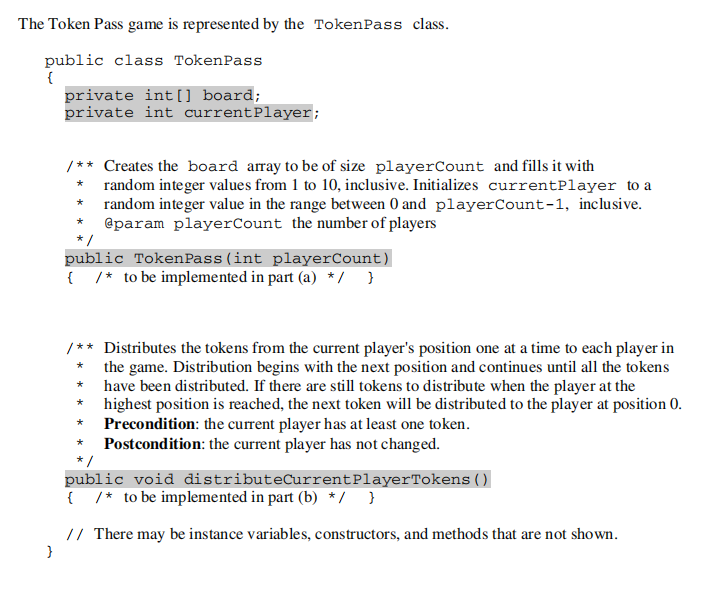 The Token Pass game is represented by the TokenPass class.
public class TokenPass
{
private int[] board;
private int currentPlayer;
/** Creates the board array to be of size playerCount and fills it with
* random integer values from 1 to 10, inclusive. Initializes currentPlayer to a
* random integer value in the range between 0 and playerCount-1, inclusive.
* @param playerCount the number of players
*/
public TokenPass(int playerCount)
{ /* to be implemented in part (a) */ }
/** Distributes the tokens from the current player's position one at a time to each player in
* the game. Distribution begins with the next position and continues until all the tokens
* have been distributed. If there are still tokens to distribute when the player at the
* highest position is reached, the next token will be distributed to the player at position 0.
* Precondition: the current player has at least one token.
* Postcondition: the current player has not changed.
*/
public void distributeCurrentPlayerTokens()
{ /* to be implemented in part (b) */ }
// There may be instance variables, constructors, and methods that are not shown.
}